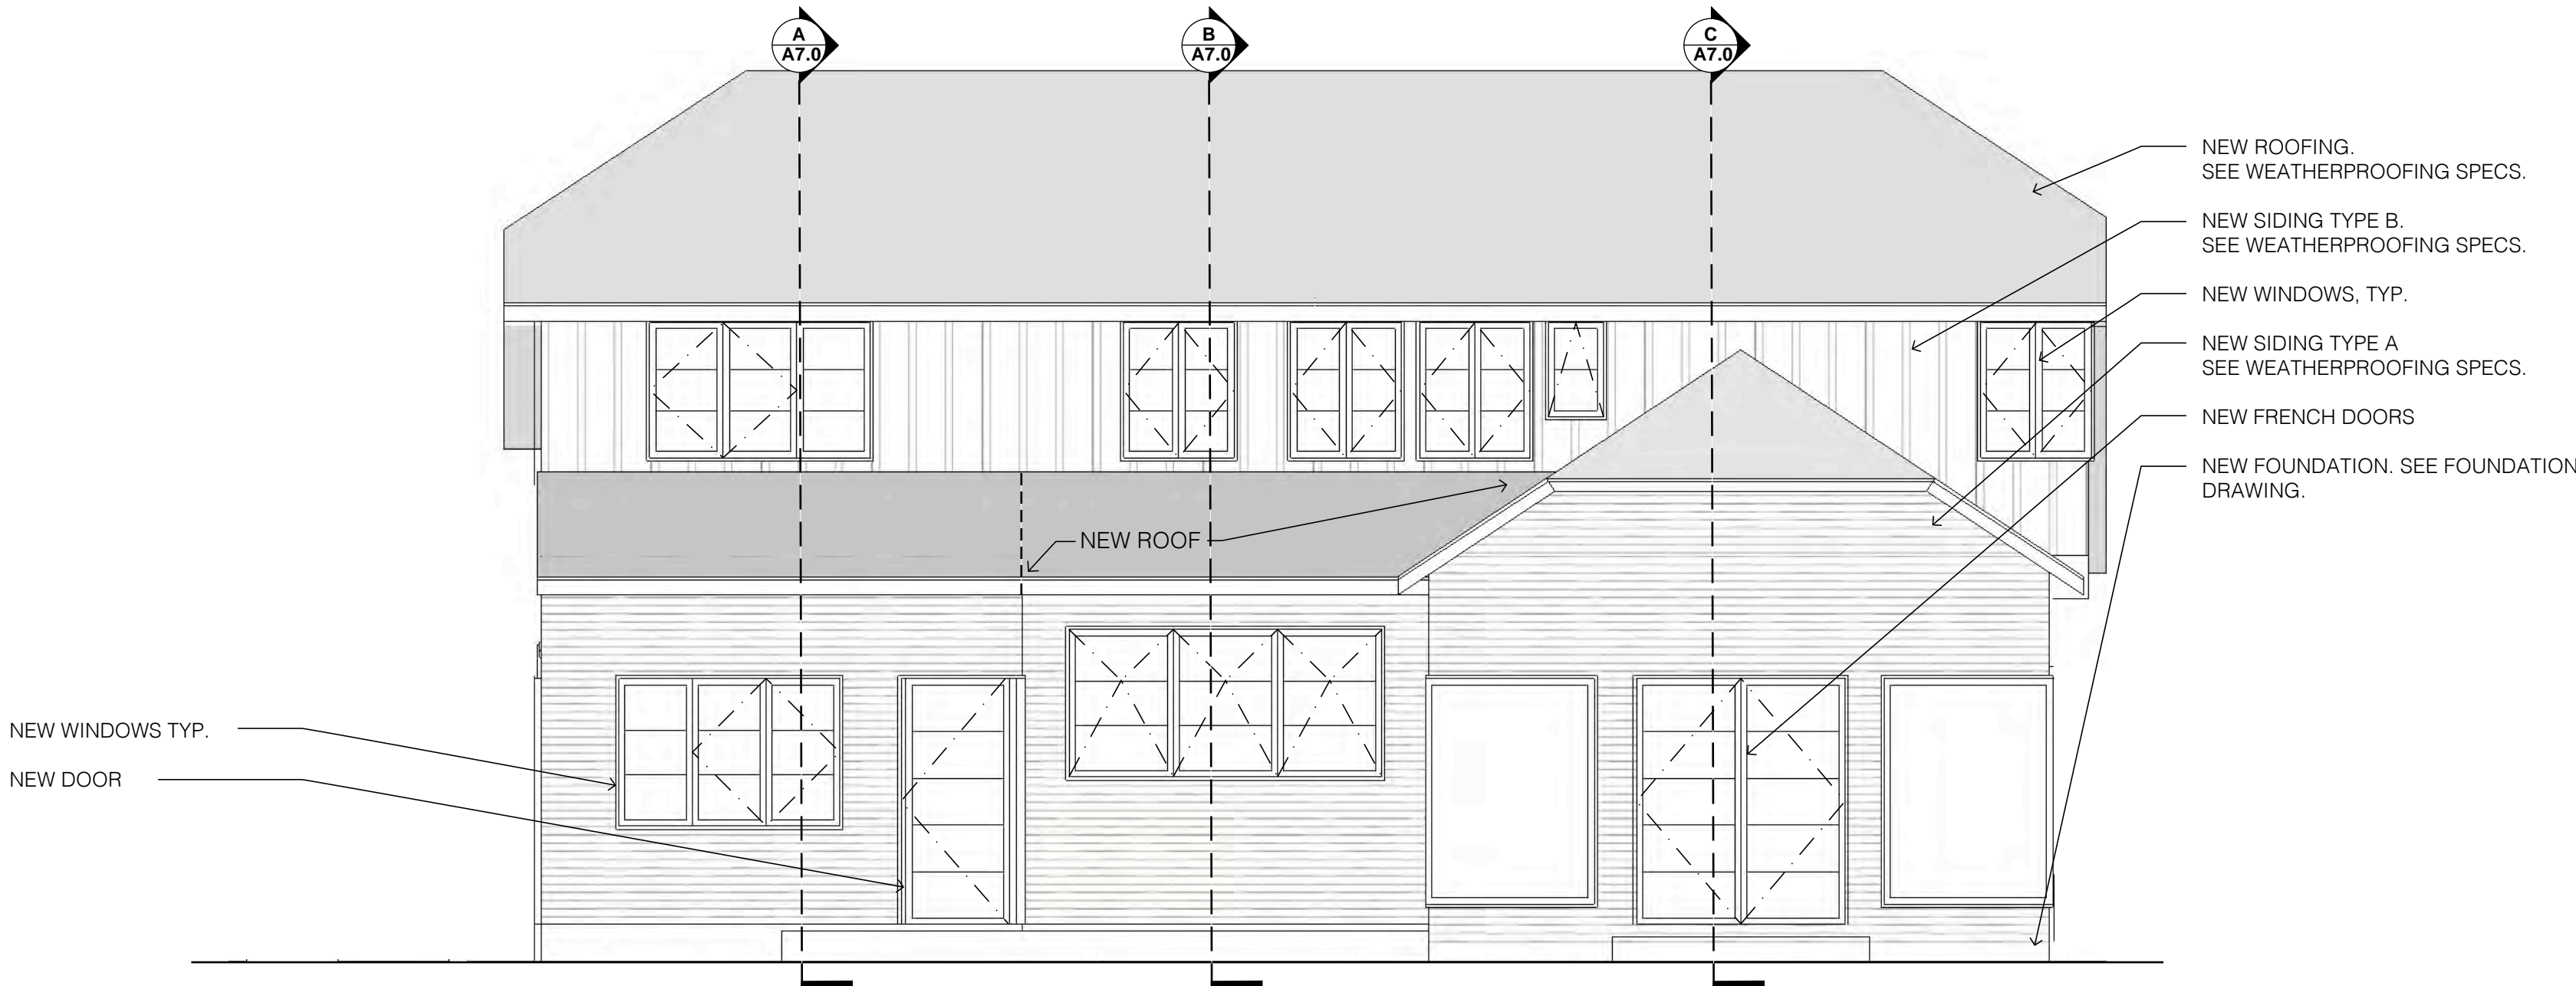 A
A7.0
B
A7.0
C
A7.0
NEW ROOFING.
SEE WEATHERPROOFING SPECS.
NEW SIDING TYPE B.
SEE WEATHERPROOFING SPECS.
NEW WINDOWS, TYP.
NEW SIDING TYPE A
SEE WEATHERPROOFING SPECS.
NEW FRENCH DOORS
NEW FOUNDATION. SEE FOUNDATION
DRAWING.
NEW ROOF
NEW WINDOWS TYP.
NEW DOOR